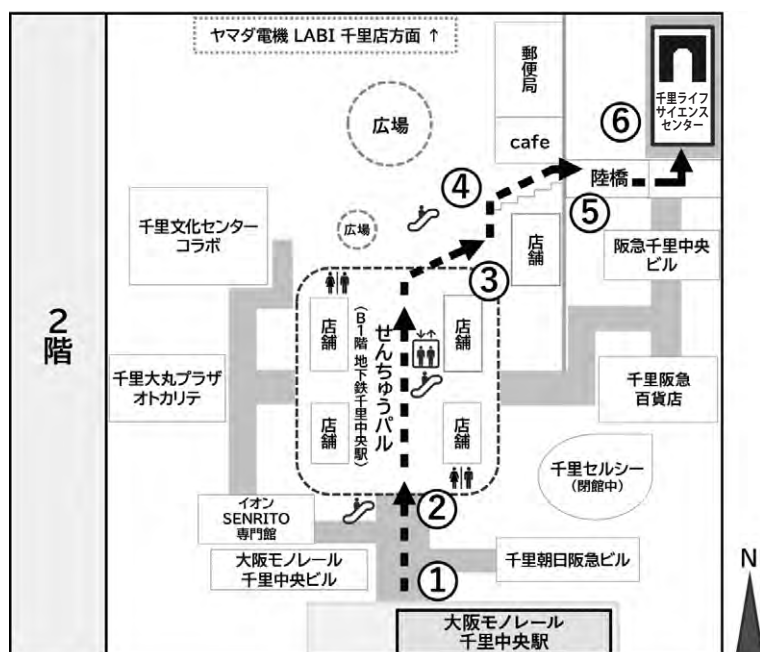 ヤマダ電機 LABI 千里店方面 ↑
郵便局
千里ライフ
サイエンス
センター
広場
⑥
cafe
④
陸橋
⑤
千里文化センター
コラボ
広場
店舗
阪急千里中央
ビル
③
2階
店舗
せんちゅうパル
(B1階 地下鉄千里中央駅)
店舗
千里大丸プラザ
オトカリテ
千里阪急
百貨店
店舗
店舗
千里セルシー
(閉館中)
イオン
SENRITO
専門館
②
大阪モノレール
千里中央ビル
千里朝日阪急ビル
①
大阪モノレール
千里中央駅
N